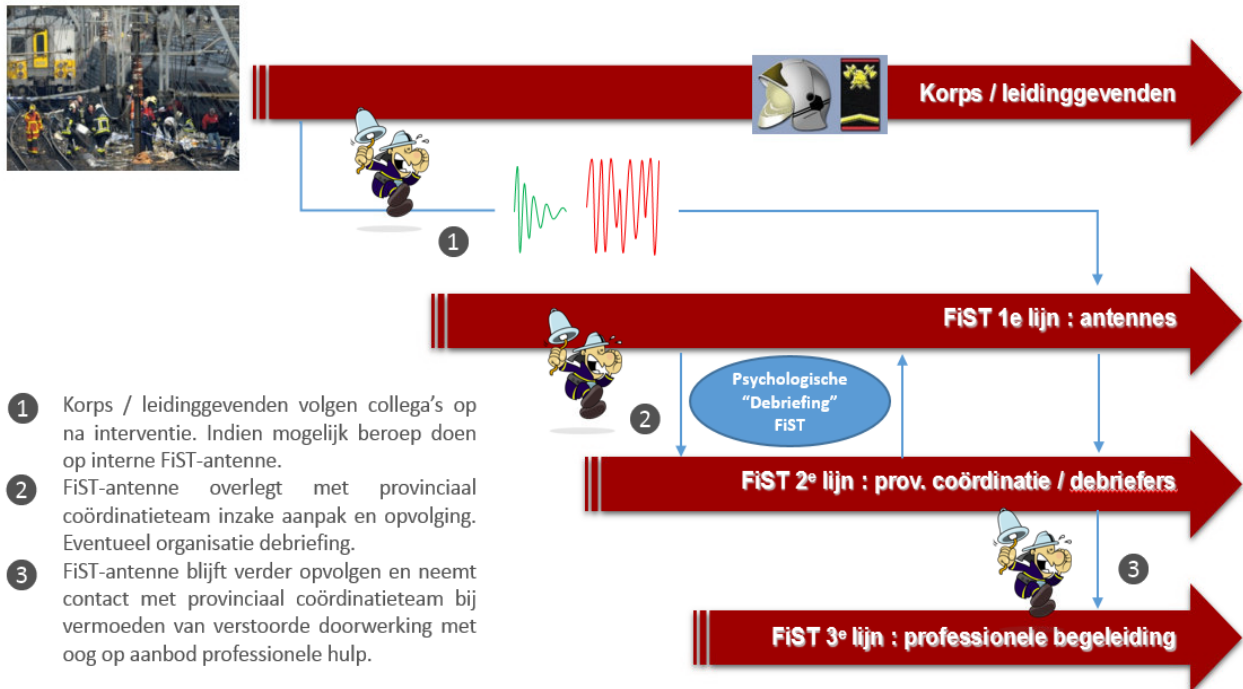 Korps / leidinggevenden
1
FiST 1e lijn : antennes
Psychologische
“Debriefing”
FiST
2
FiST 2e lijn : prov. coördinatie / debriefers
3
FiST 3e lijn : professionele begeleiding
1 Korps / leidinggevenden volgen collega’s op
na interventie. Indien mogelijk beroep doen
op interne FiST-antenne.
2 FiST-antenne overlegt met provinciaal
coördinatieteam inzake aanpak en opvolging.
Eventueel organisatie debriefing.
3 FiST-antenne blijft verder opvolgen en neemt
contact met provinciaal coördinatieteam bij
vermoeden van verstoorde doorwerking met
oog op aanbod professionele hulp.